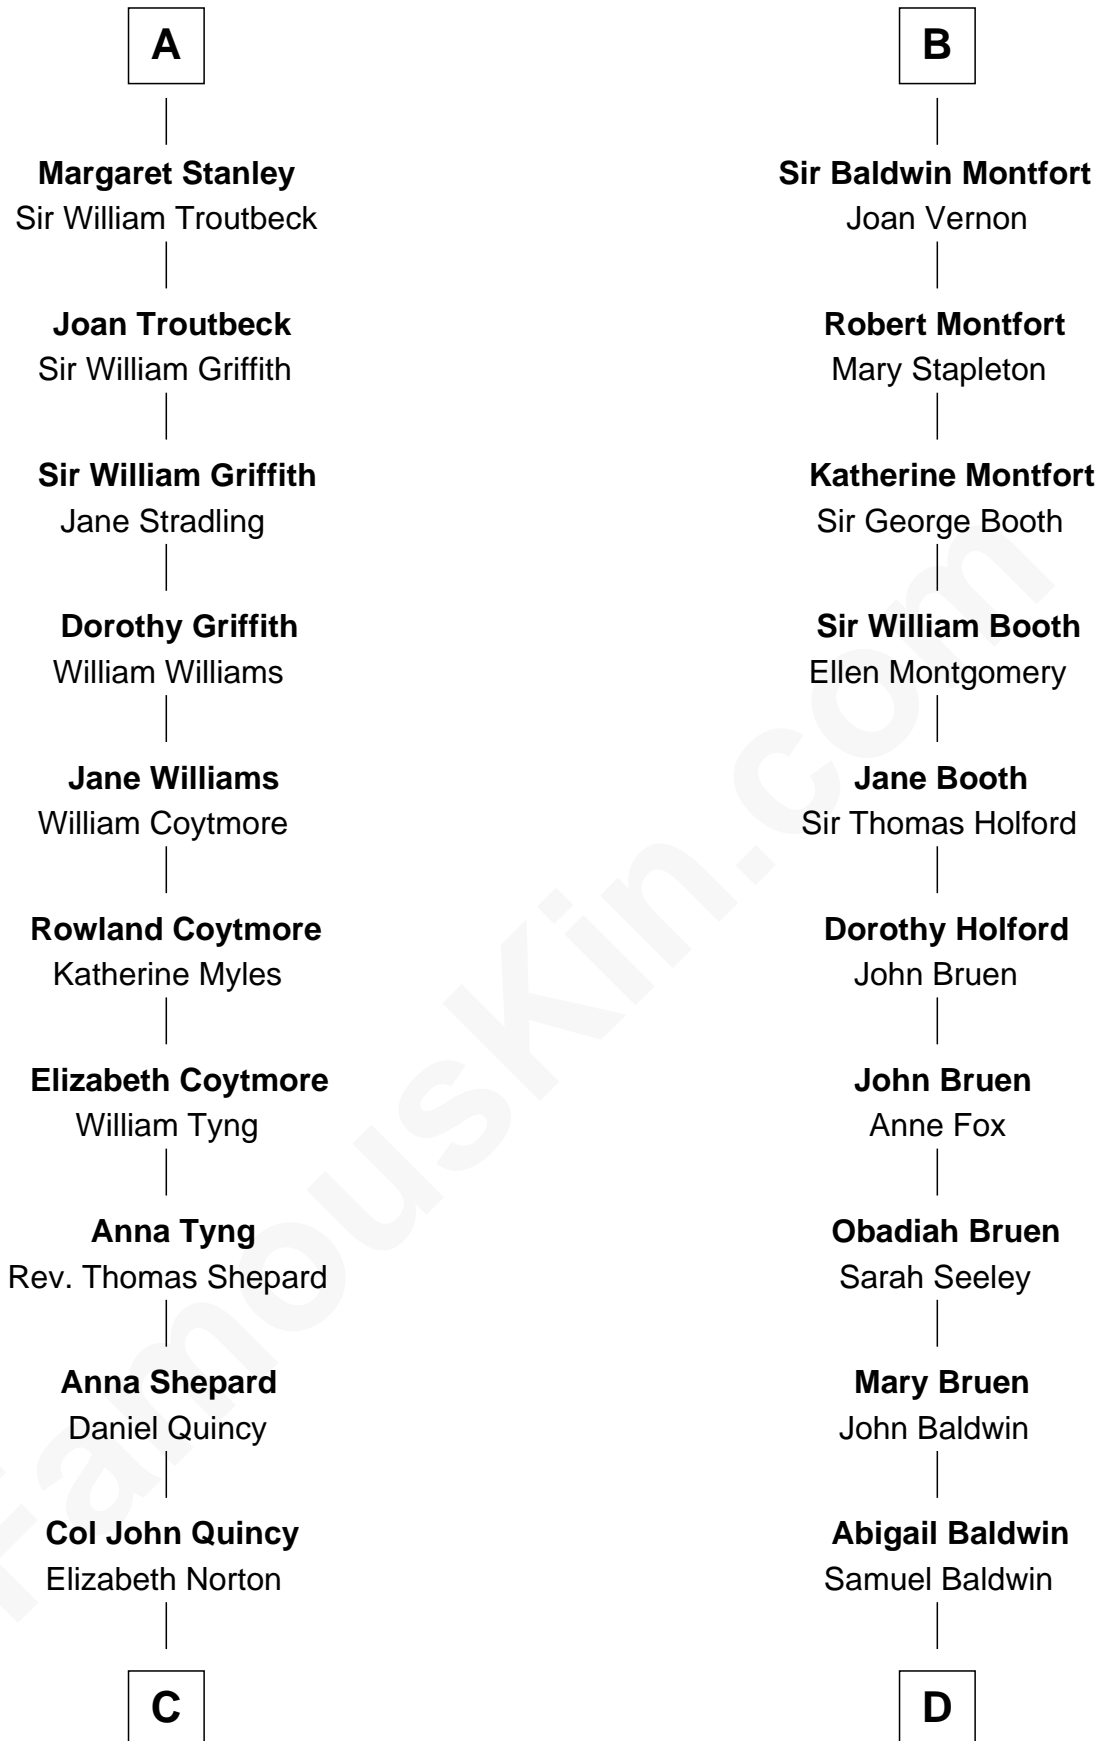 A
Margaret Stanley
Sir William Troutbeck
Joan Troutbeck
Sir William Griffith
Sir William Griffith
Jane Stradling
Dorothy Griffith
William Williams
Jane Williams
William Coytmore
Rowland Coytmore
Katherine Myles
Elizabeth Coytmore
William Tyng
Anna Tyng
Rev. Thomas Shepard
Anna Shepard
Daniel Quincy
Col John Quincy
Elizabeth Norton
C
B
Sir Baldwin Montfort
Joan Vernon
Robert Montfort
Mary Stapleton
Katherine Montfort
Sir George Booth
Sir William Booth
Ellen Montgomery
Jane Booth
Sir Thomas Holford
Dorothy Holford
John Bruen
John Bruen
Anne Fox
Obadiah Bruen
Sarah Seeley
Mary Bruen
John Baldwin
Abigail Baldwin
Samuel Baldwin
D
FamousKin.com